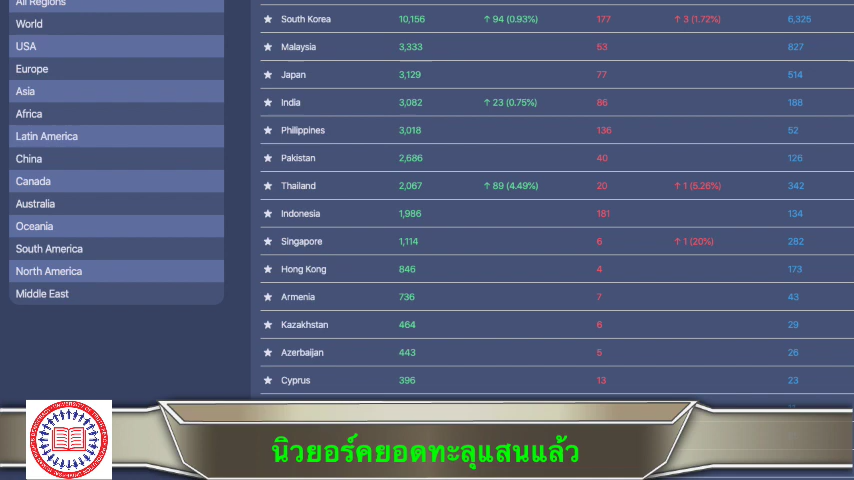 All Regions
World
USA
Europe
Asia
Africa
Latin America
China
Canada
Australia
Oceania
South America
North America
Middle East
South Korea 10,156 ↑ 94 (0.93%) 177 ↑ 3 (1.72%) 6,325
Malaysia 3,333 53 827
Japan 3,129 77 514
India 3,082 ↑ 23 (0.75%) 86 188
Philippines 3,018 136 52
Pakistan 2,686 40 126
Thailand 2,067 ↑ 89 (4.49%) 20 ↑ 1 (5.26%) 342
Indonesia 1,986 181 134
Singapore 1,114 6 ↑ 1 (20%) 282
Hong Kong 846 4 173
Armenia 736 7 43
Kazakhstan 464 6 29
Azerbaijan 443 5 26
Cyprus 396 13 23
นิวยอร์คยอดทะลุแสนแล้ว